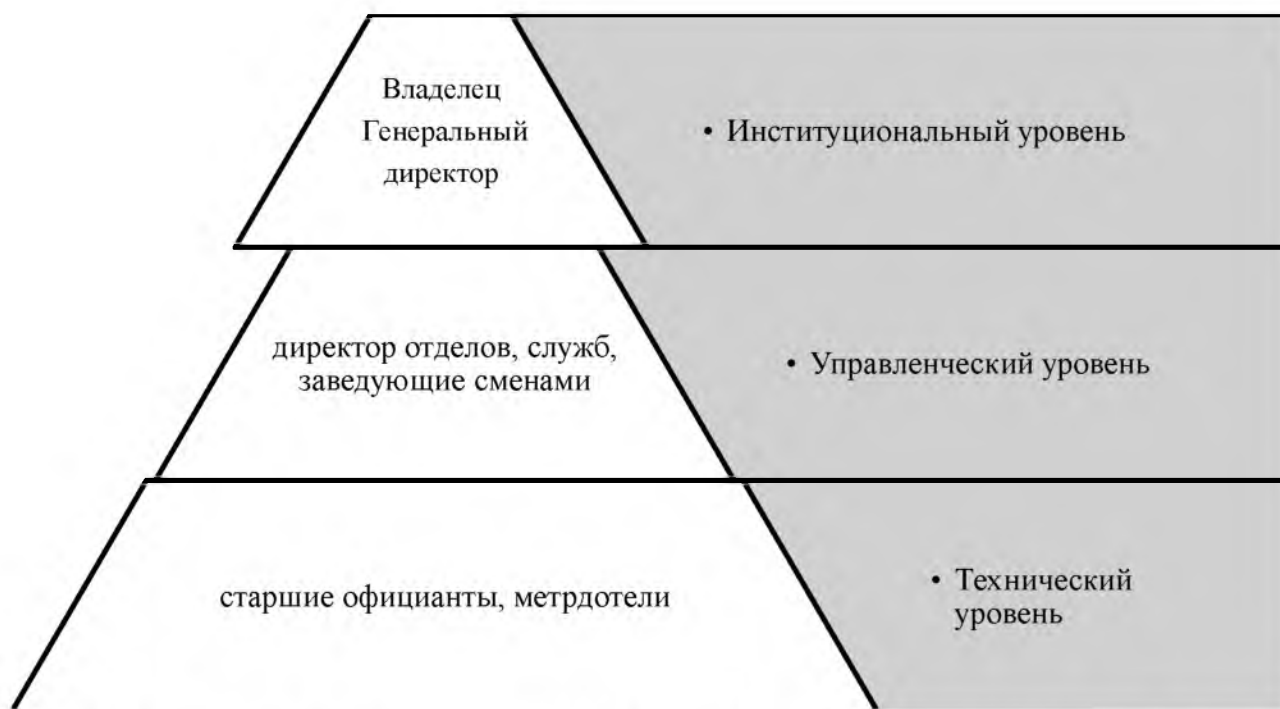 Владелец
Генеральный
директор
• Институциональный уровень
директор отделов, служб,
заведующие сменами
• Управленческий уровень
старшие официанты, метрдотели
• Технический
уровень